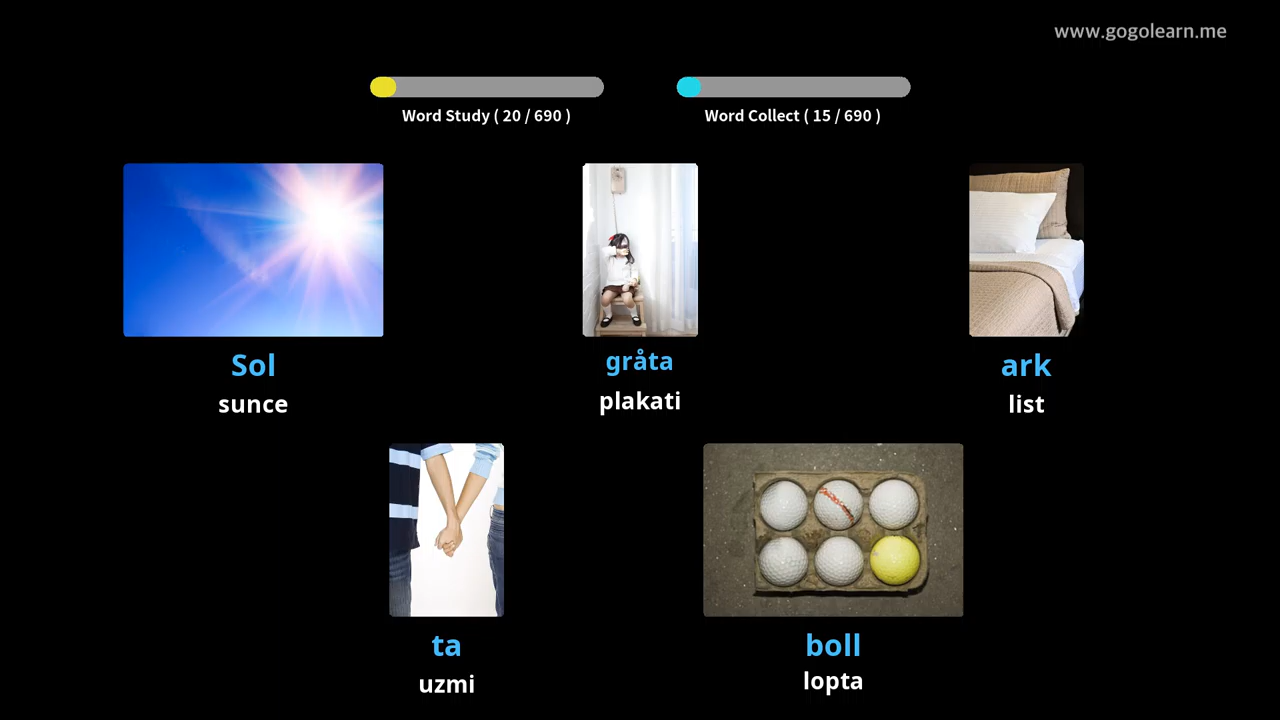 www.gogolearn.me
Word Study ( 20 / 690 )
Word Collect ( 15 / 690 )
Sol
sunce
gråta
plakati
ark
list
ta
uzmi
boll
lopta